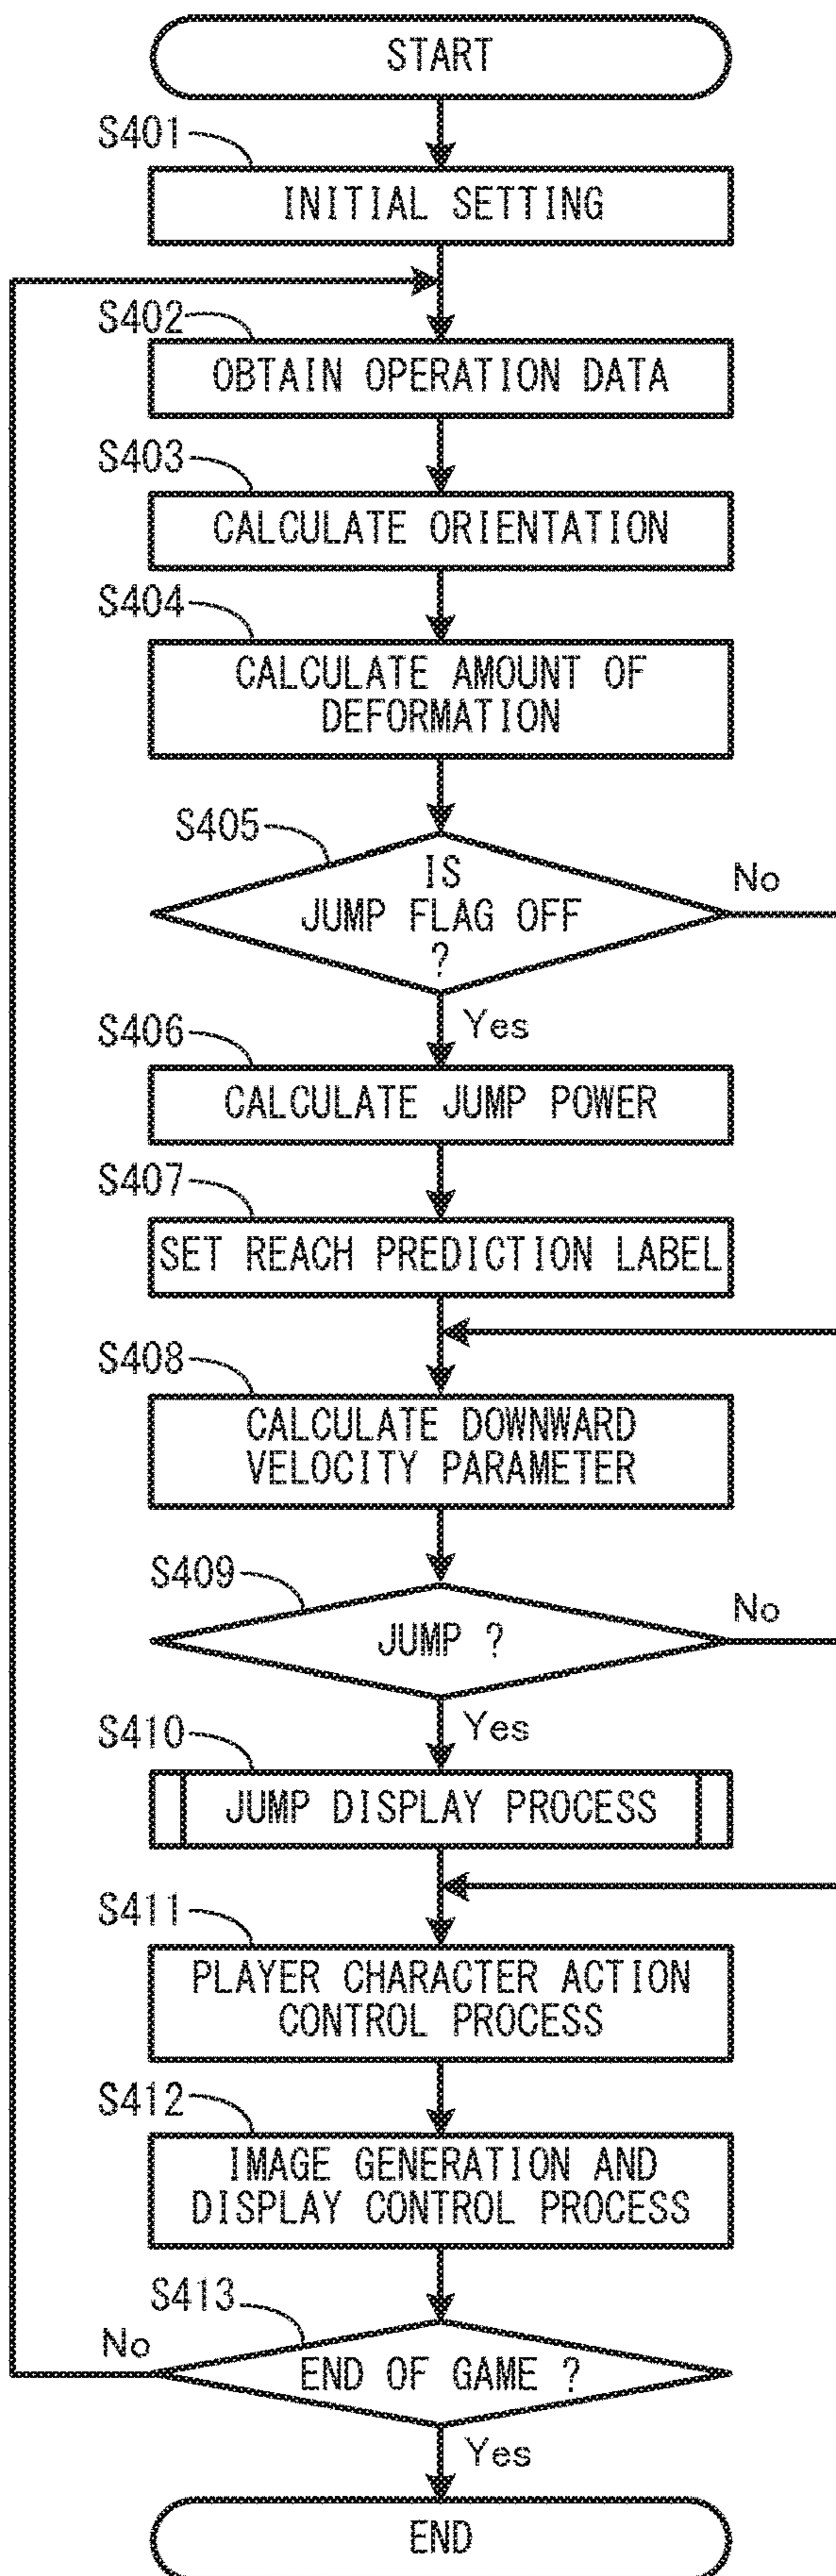 START
S401
INITIAL SETTING
S402
OBTAIN OPERATION DATA
S403
CALCULATE ORIENTATION
S404
CALCULATE AMOUNT OF
DEFORMATION
S405
IS
JUMP FLAG OFF
?
No
Yes
S406
CALCULATE JUMP POWER
S407
SET REACH PREDICTION LABEL
S408
CALCULATE DOWNWARD
VELOCITY PARAMETER
S409
JUMP ?
No
Yes
S410
JUMP DISPLAY PROCESS
S411
PLAYER CHARACTER ACTION
CONTROL PROCESS
S412
IMAGE GENERATION AND
DISPLAY CONTROL PROCESS
S413
No
END OF GAME ?
Yes
END